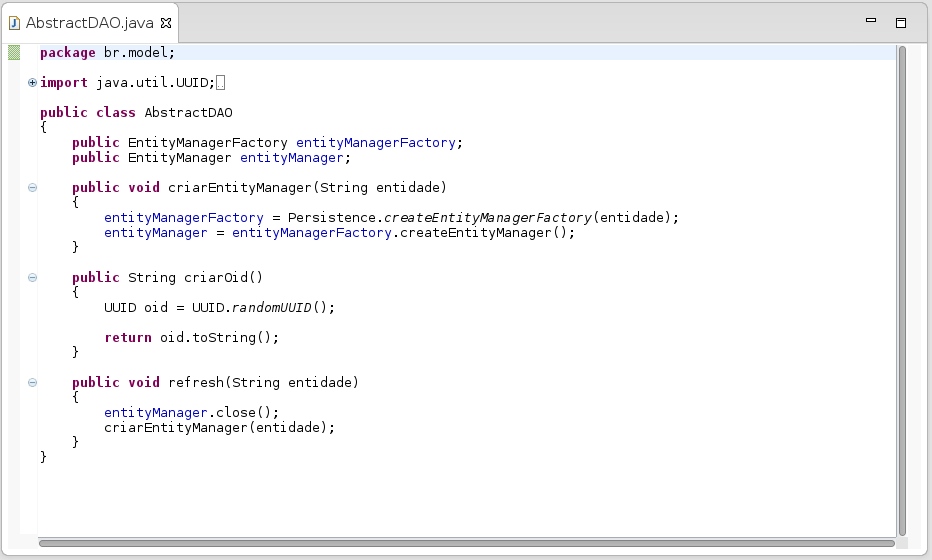 AbstractDAO.java
package br.model;
import java.util.UUID;
public class AbstractDAO
{
    public EntityManagerFactory entityManagerFactory;
    public EntityManager entityManager;
    public void criarEntityManager(String entidade)
    {
        entityManagerFactory = Persistence.createEntityManagerFactory(entidade);
        entityManager = entityManagerFactory.createEntityManager();
    }
    public String criarOid()
    {
        UUID oid = UUID.randomUUID();
        return oid.toString();
    }
    public void refresh(String entidade)
    {
        entityManager.close();
        criarEntityManager(entidade);
    }
}